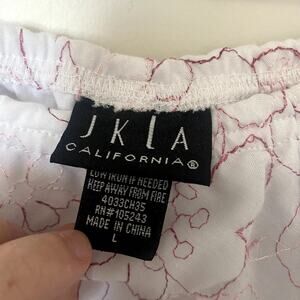 JKLA
CALIFORNIA®
LOW IRON IF NEEDED
KEEP AWAY FROM FIRE
4033CH35
RN#105243
MADE IN CHINA
L